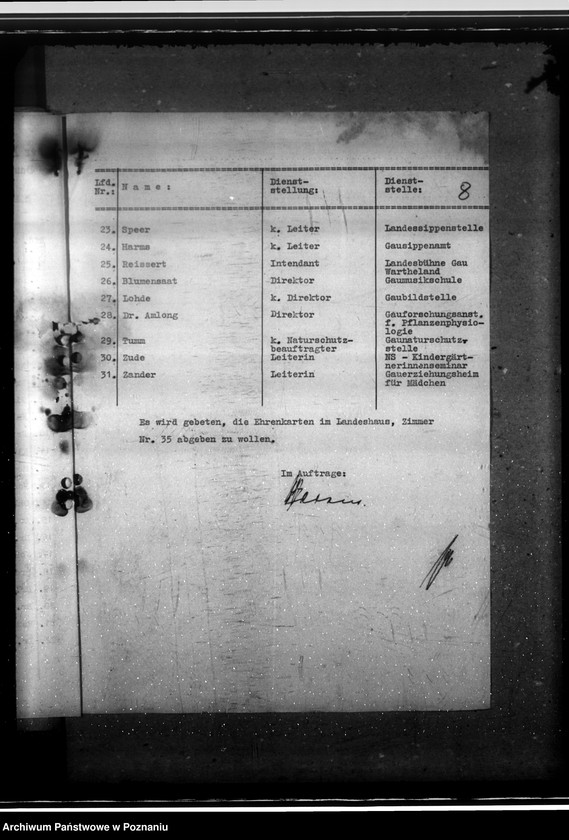 Lfd. Nr.: Name: Dienst-stellung: Dienst-stelle: 8
23. Speer k. Leiter Landessippenstelle
24. Harms k. Leiter Gausippenamt
25. Reissert Intendant Landesbühne Gau
Wartheland
26. Blumensaat Direktor Gaumusikschule
27. Lohde k. Direktor Gaubildstelle
28. Dr. Amlong Direktor Gauforschungsanst.
f. Pflanzenphysio-
logie
29. Tumm k. Naturschutz- Gaunaturschutz-
beauftragter stelle
30. Zude Leiterin NS - Kindergärt-
nerinnenseminar
31. Zander Leiterin Gauerziehungsheim
für Mädchen
Es wird gebeten, die Ehrenkarten im Landeshaus, Zimmer
Nr. 35 abgeben zu wollen.
Im Auftrage:
Archiwum Państwowe w Poznaniu